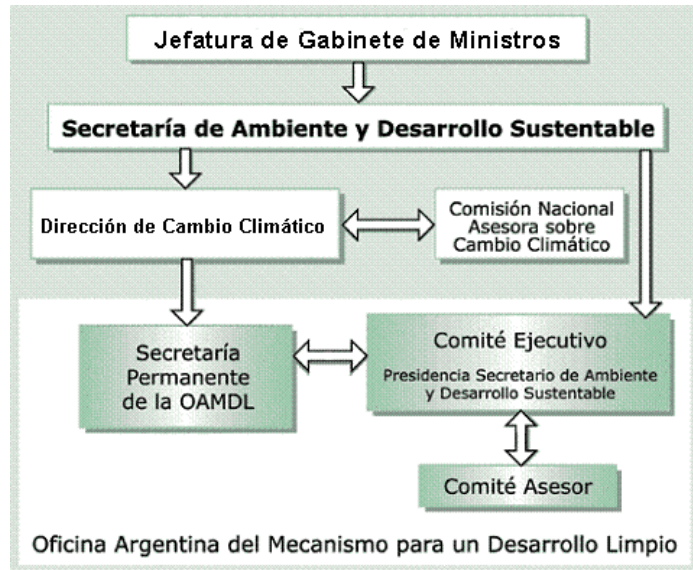 Jefatura de Gabinete de Ministros
Secretaría de Ambiente y Desarrollo Sustentable
Dirección de Cambio Climático
Comisión Nacional
Asesora sobre
Cambio Climático
Secretaría
Permanente
de la OAMDL
Comité Ejecutivo
Presidencia Secretario de Ambiente
y Desarrollo Sustentable
Comité Asesor
Oficina Argentina del Mecanismo para un Desarrollo Limpio